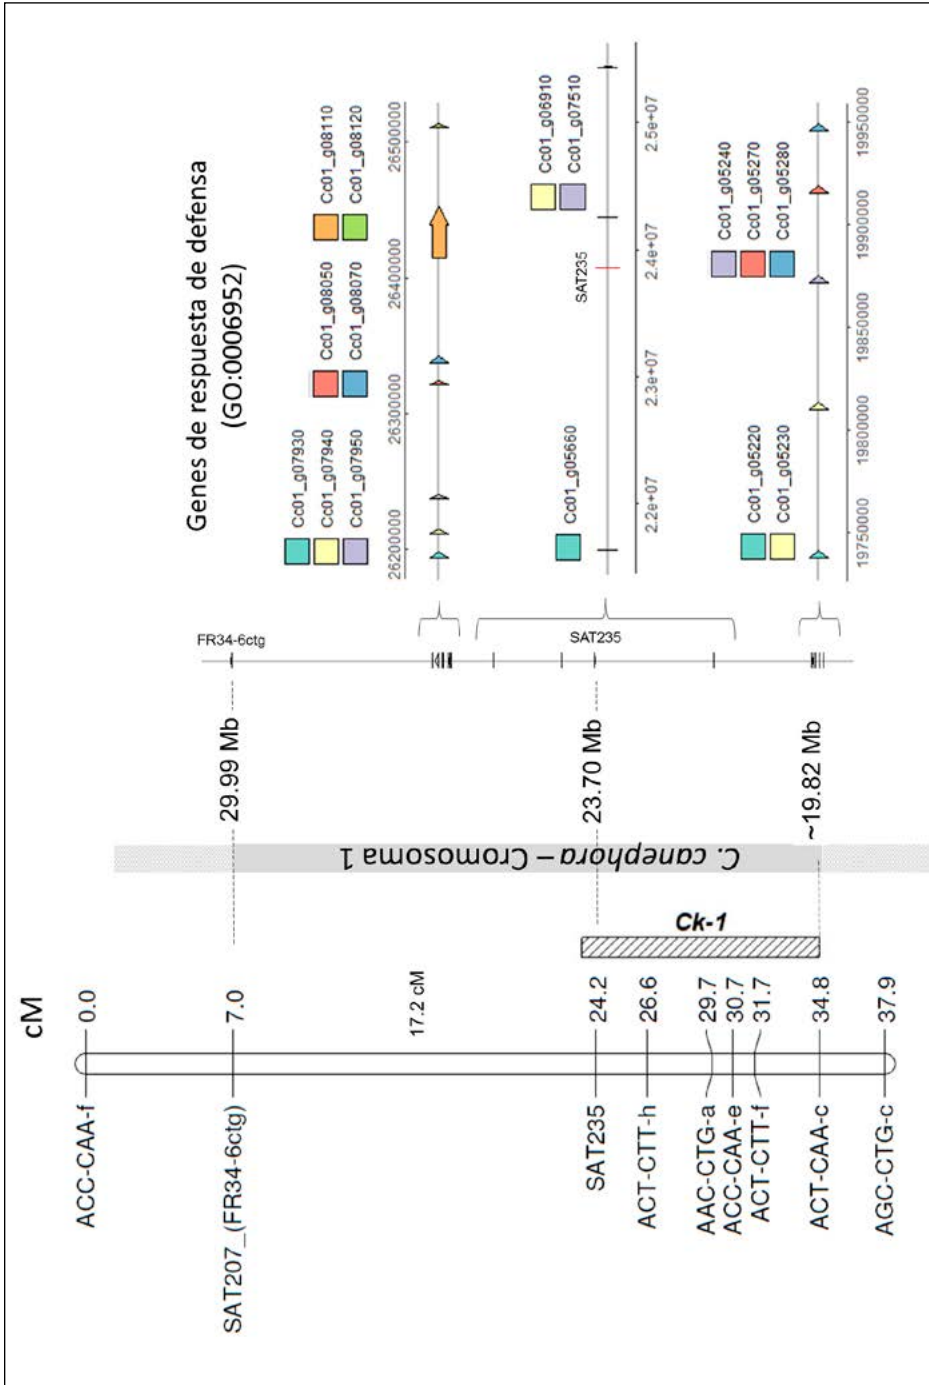 cM
ACC-CAA-f 0.0
SAT207_(FR34-6ctg) 7.0
17.2 cM
SAT235 24.2
ACT-CTT-h 26.6
AAC-CTG-a 29.7
ACC-CAA-e 30.7
ACT-CTT-f 31.7
ACT-CAA-c 34.8
AGC-CTG-c 37.9
Ck-1
C. canephora – Cromosoma 1
29.99 Mb
23.70 Mb
~19.82 Mb
FR34-6ctg
SAT235
Genes de respuesta de defensa
(GO:0006952)
Cc01_g07930
Cc01_g07940
Cc01_g07950
Cc01_g08050
Cc01_g08070
Cc01_g08110
Cc01_g08120
26200000 26300000 26400000 26500000
Cc01_g05660
Cc01_g06910
Cc01_g07510
SAT235
2.2e+07 2.3e+07 2.4e+07 2.5e+07
Cc01_g05220
Cc01_g05230
Cc01_g05240
Cc01_g05270
Cc01_g05280
19750000 19800000 19850000 19900000 19950000